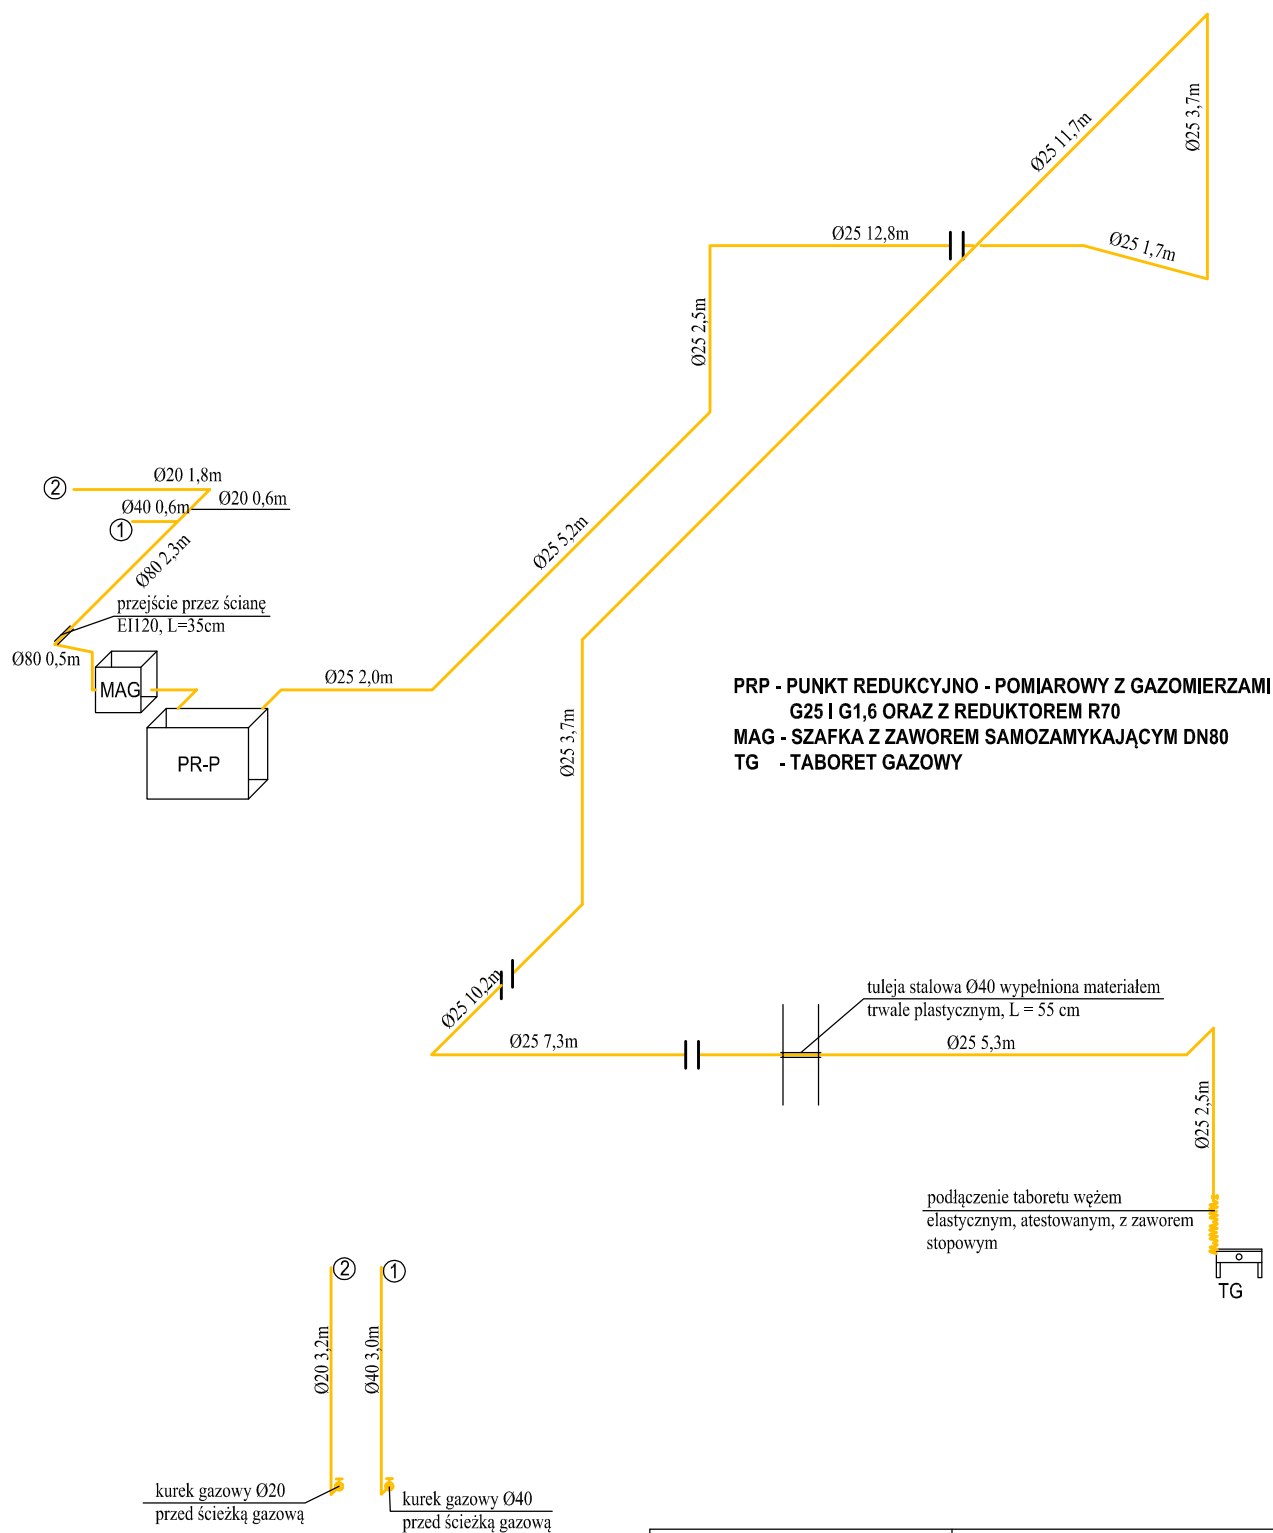 Ø25 11,7m
Ø25 3,7m
Ø25 12,8m
Ø25 1,7m
Ø25 2,5m
Ø20 1,8m
②
Ø20 0,6m
Ø40 0,6m
①
Ø80 2,3m
Ø25 5,2m
przejście przez ścianę
EI120, L=35cm
Ø80 0,5m
MAG
Ø25 2,0m
PR-P
PRP - PUNKT REDUKCYJNO - POMIAROWY Z GAZOMIERZAMI
G25 I G1,6 ORAZ Z REDUKTOREM R70
MAG - SZAFKA Z ZAWOREM SAMOZAMYKAJĄCYM DN80
TG - TABORET GAZOWY
Ø25 3,7m
Ø25 10,2m
tuleja stalowa Ø40 wypełniona materiałem
trwale plastycznym, L = 55 cm
Ø25 7,3m
Ø25 5,3m
Ø25 2,5m
podłączenie taboretu wężem
elastycznym, atestowanym, z zaworem
stopowym
TG
②
①
Ø20 3,2m
Ø40 3,0m
kurek gazowy Ø20
przed ścieżką gazową
kurek gazowy Ø40
przed ścieżką gazową